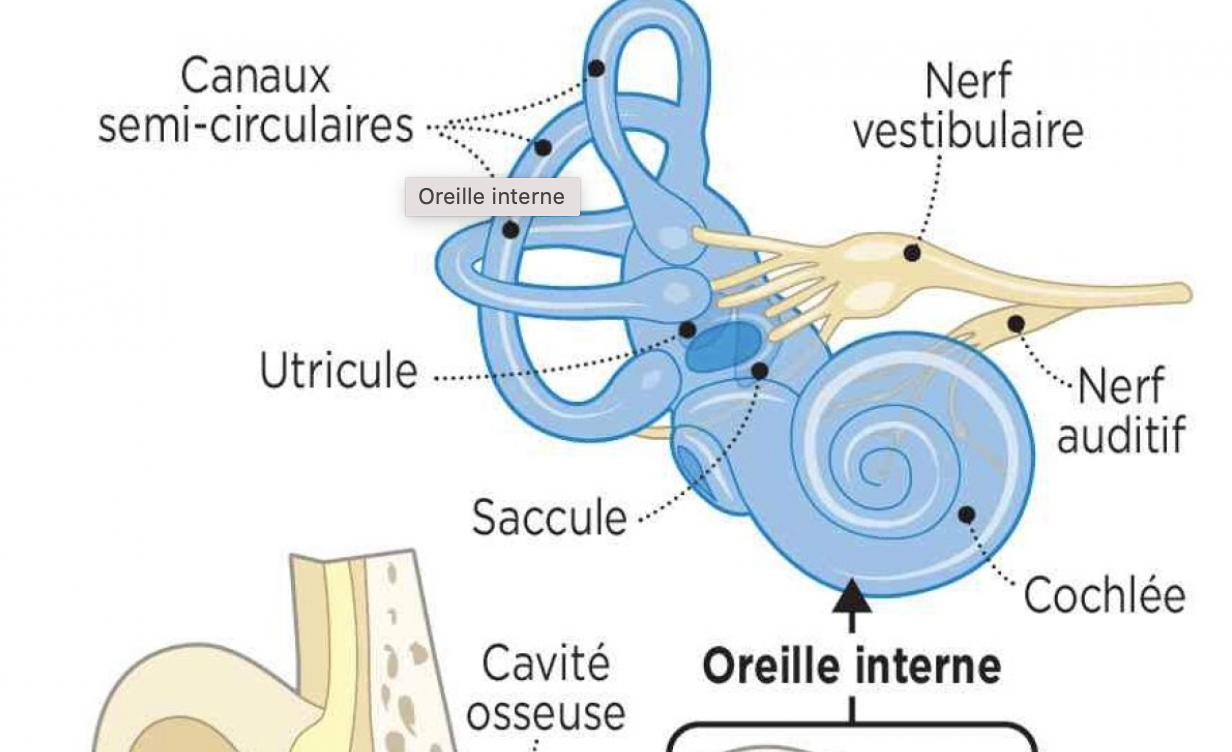 Canaux
semi-circulaires
Nerf
vestibulaire
Oreille interne
Utricule
Nerf
auditif
Saccule
Cochlée
Oreille interne
Cavité
osseuse